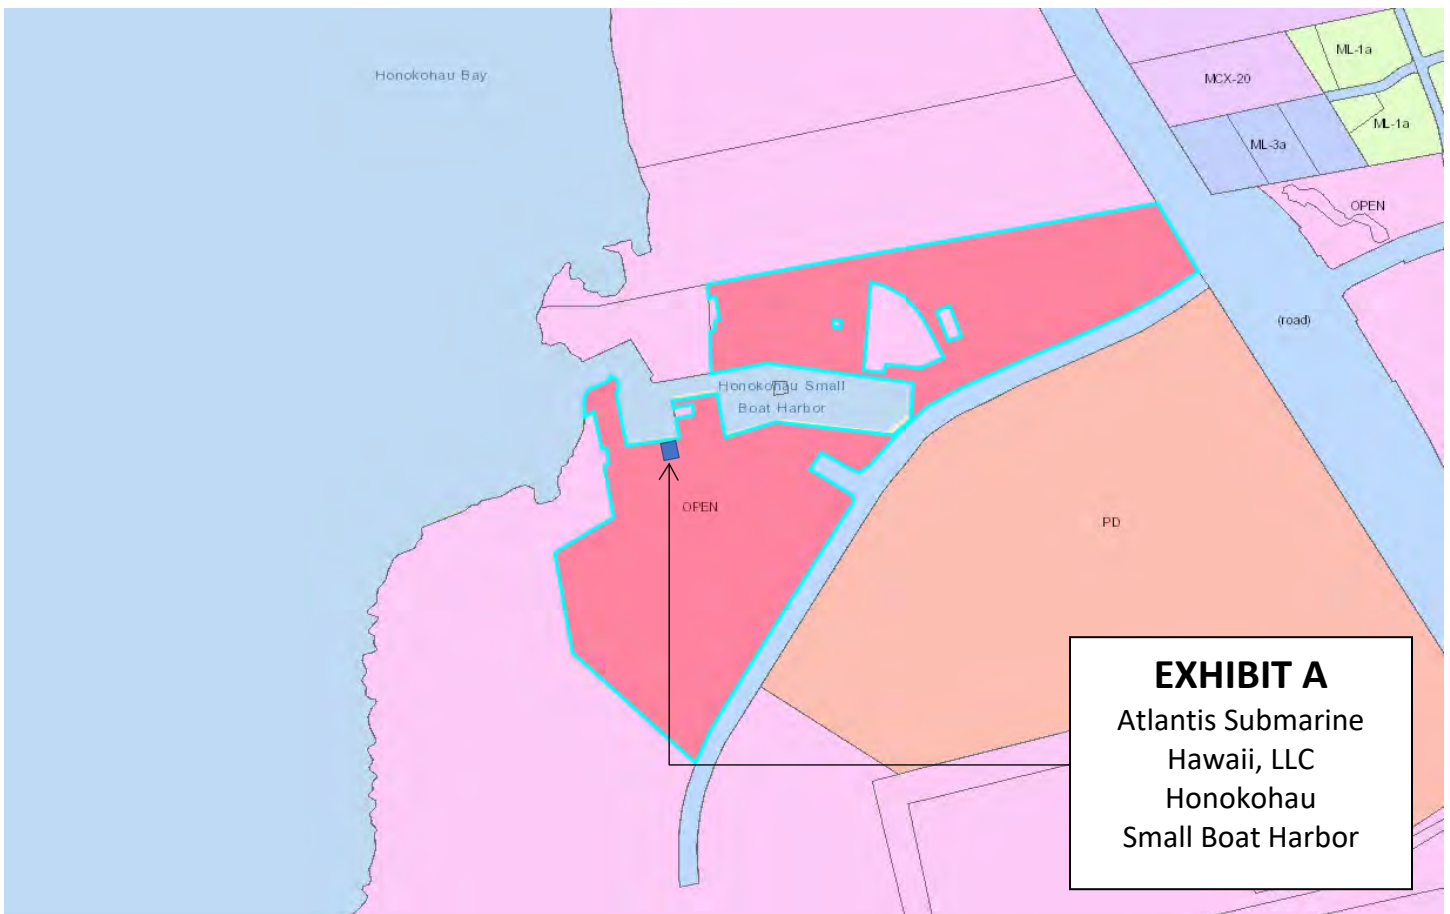 Honokohau Bay
ML-1a
MCX-20
ML-1a
ML-3a
OPEN
(road)
Honokohau Small
Boat Harbor
OPEN
PD
EXHIBIT A
Atlantis Submarine
Hawaii, LLC
Honokohau
Small Boat Harbor